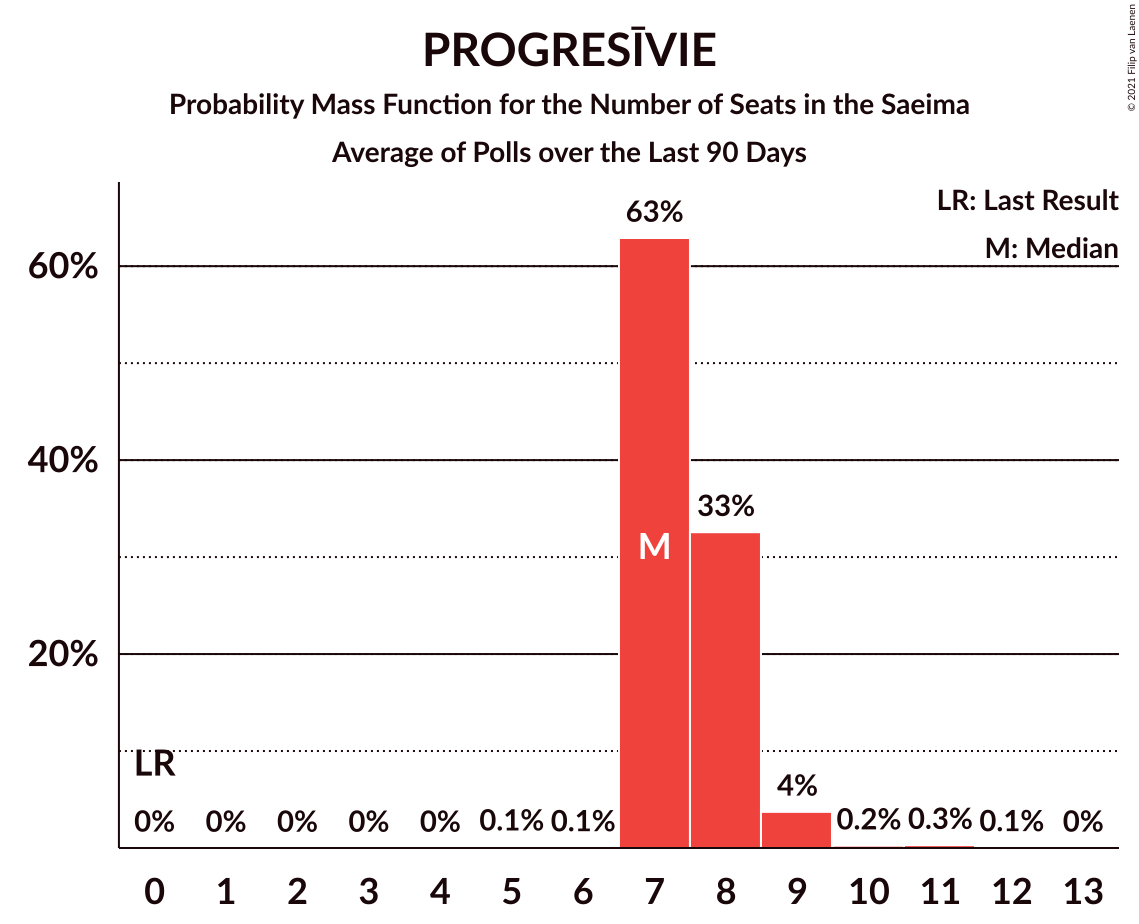 PROGRESĪVIE
Probability Mass Function for the Number of Seats in the Saeima
Average of Polls over the Last 90 Days
© 2021 Filip van Laenen
LR: Last Result
M: Median
63%
60%
40%
33%
M
20%
LR
4%
0% 0% 0% 0% 0% 0.1% 0.1% 0.2% 0.3% 0.1% 0%
0 1 2 3 4 5 6 7 8 9 10 11 12 13